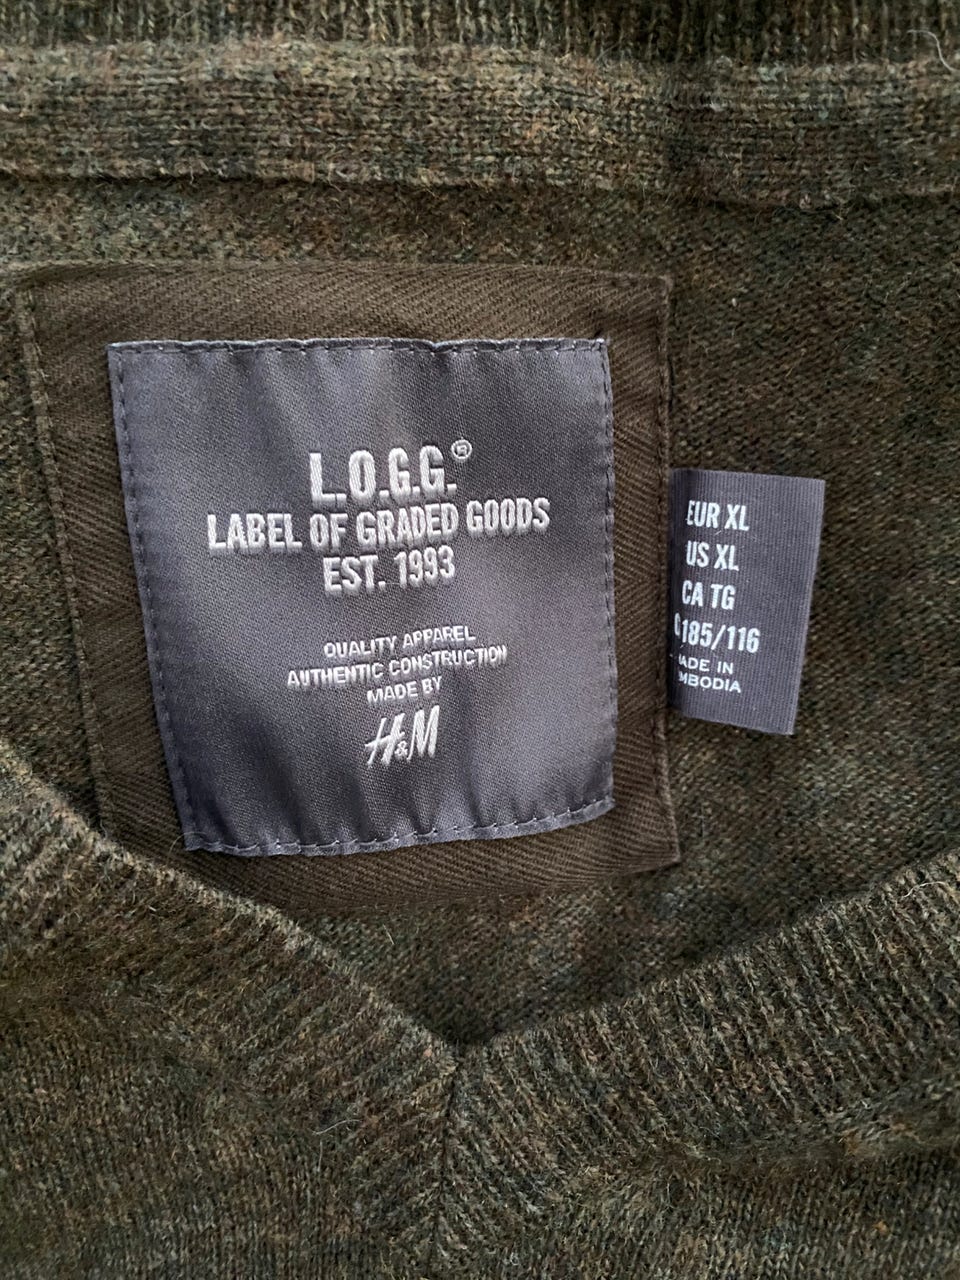 L.O.G.G.®
LABEL OF GRADED GOODS
EST. 1993
QUALITY APPAREL
AUTHENTIC CONSTRUCTION
MADE BY
H&M
EUR XL
US XL
CA TG
185/116
ADE IN
MBODIA